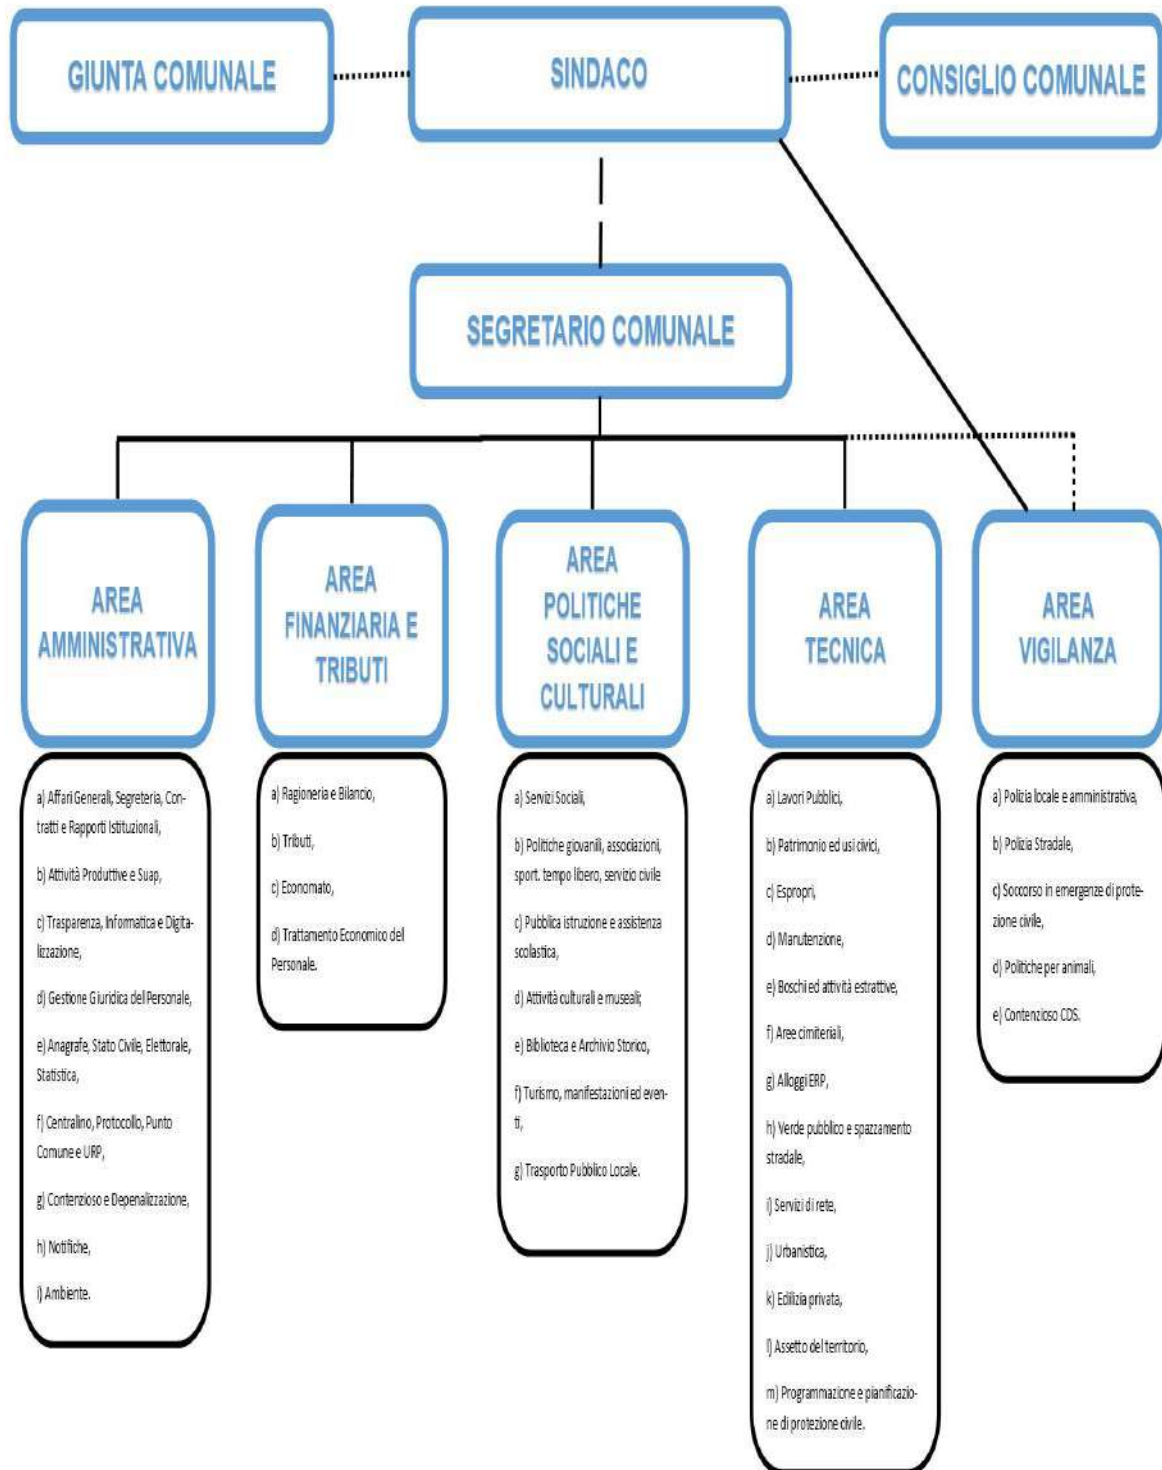 GIUNTA COMUNALE
SINDACO
CONSIGLIO COMUNALE
SEGRETARIO COMUNALE
AREA
AMMINISTRATIVA
AREA
FINANZIARIA E
TRIBUTI
AREA
POLITICHE
SOCIALI E
CULTURALI
AREA
TECNICA
AREA
VIGILANZA
a) Affari Generali, Segreteria, Con-
tratti e Rapporti Istituzionali,
b) Attività Produttive e Suap,
c) Trasparenza, Informatica e Digita-
lizzazione,
d) Gestione Giuridica del Personale,
e) Anagrafe, Stato Civile, Elettorale,
Statistica,
f) Centralino, Protocollo, Punto
Comune e URP,
g) Contenzioso e Depenalizzazione,
h) Notifiche,
i) Ambiente.
a) Ragioneria e Bilancio,
b) Tributi,
c) Economato,
d) Trattamento Economico del
Personale.
a) Servizi Sociali,
b) Politiche giovanili, associazioni,
sport. tempo libero, servizio civile
c) Pubblica istruzione e assistenza
scolastica,
d) Attività culturali e museali;
e) Biblioteca e Archivio Storico,
f) Turismo, manifestazioni ed even-
ti,
g) Trasporto Pubblico Locale.
a) Lavori Pubblici,
b) Patrimonio ed usi civici,
c) Espropri,
d) Manutenzione,
e) Boschi ed attività estrattive,
f) Aree cimiteriali,
g) Alloggi ERP,
h) Verde pubblico e spazzamento
stradale,
i) Servizi di rete,
j) Urbanistica,
k) Edilizia privata,
l) Assetto del territorio,
m) Programmazione e pianificazio-
ne di protezione civile.
a) Polizia locale e amministrativa,
b) Polizia Stradale,
c) Soccorso in emergenze di prote-
zione civile,
d) Politiche per animali,
e) Contenzioso CDS.